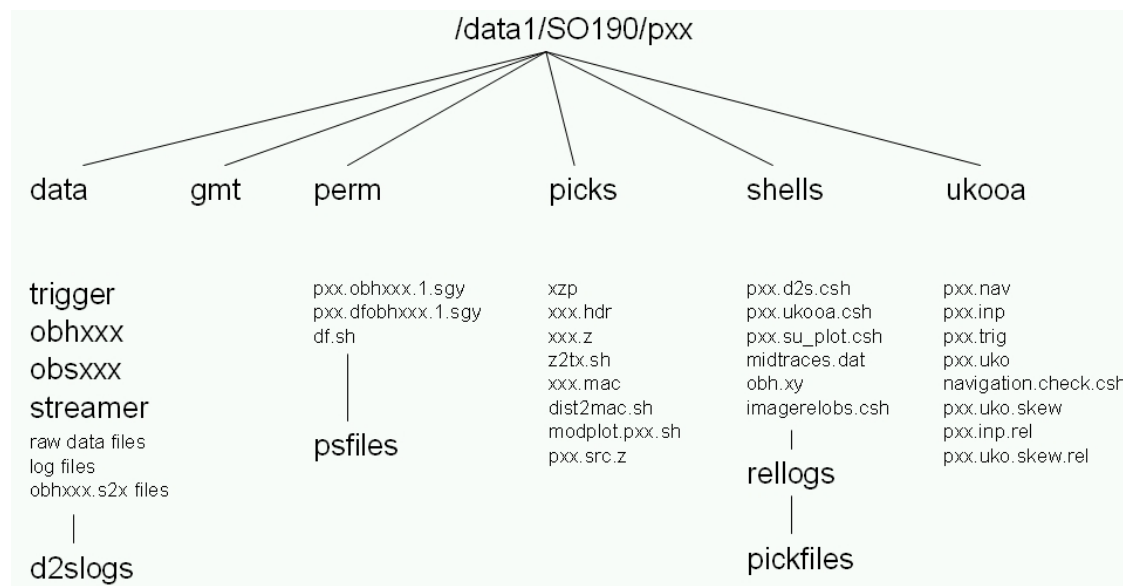 /data1/SO190/pxx
data
gmt
perm
picks
shells
ukooa
trigger
obhxxx
obsxxx
streamer
raw data files
log files
obhxxx.s2x files
d2slogs
pxx.obhxxx.1.sgy
pxx.dfobhxxx.1.sgy
df.sh
psfiles
xzp
xxx.hdr
xxx.z
z2tx.sh
xxx.mac
dist2mac.sh
modplot.pxx.sh
pxx.src.z
pxx.d2s.csh
pxx.ukooa.csh
pxx.su_plot.csh
midtraces.dat
obh.xy
imagerelobs.csh
rellogs
pickfiles
pxx.nav
pxx.inp
pxx.trig
pxx.uko
navigation.check.csh
pxx.uko.skew
pxx.inp.rel
pxx.uko.skew.rel